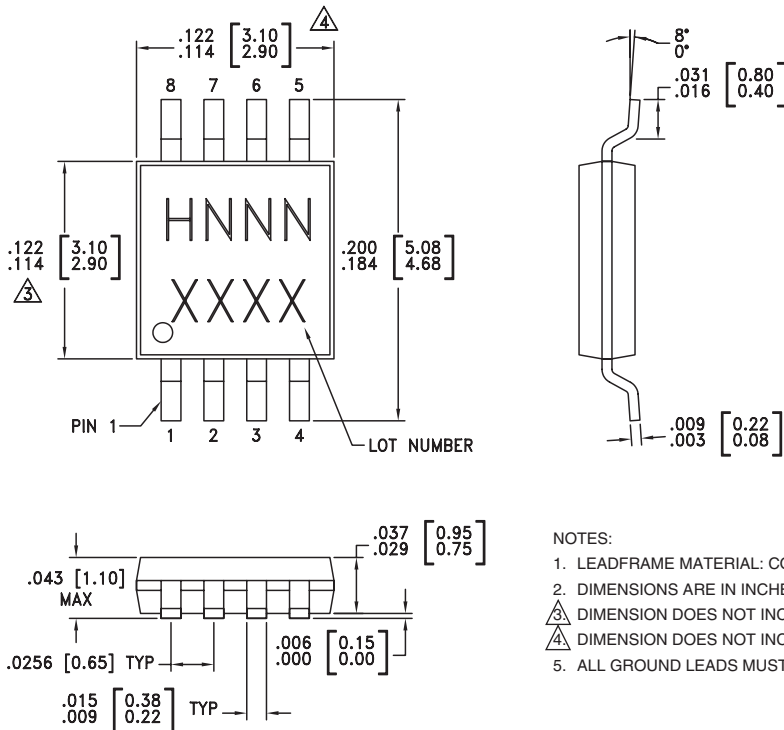 .122 [3.10]
.114 [2.90]
4
8 7 6 5
8°
0°
.031 [0.80]
.016 [0.40]
HNNN
XXXX
.122 [3.10]
.114 [2.90]
3
.200 [5.08]
.184 [4.68]
PIN 1
1 2 3 4
LOT NUMBER
.009 [0.22]
.003 [0.08]
.043 [1.10]
MAX
.037 [0.95]
.029 [0.75]
.0256 [0.65] TYP
.006 [0.15]
.000 [0.00]
.015 [0.38]
.009 [0.22]
TYP
NOTES:
1. LEADFRAME MATERIAL:
2. DIMENSIONS ARE IN
3. DIMENSION DOES NOT
4. DIMENSION DOES NOT
5. ALL GROUND LEADS MUST